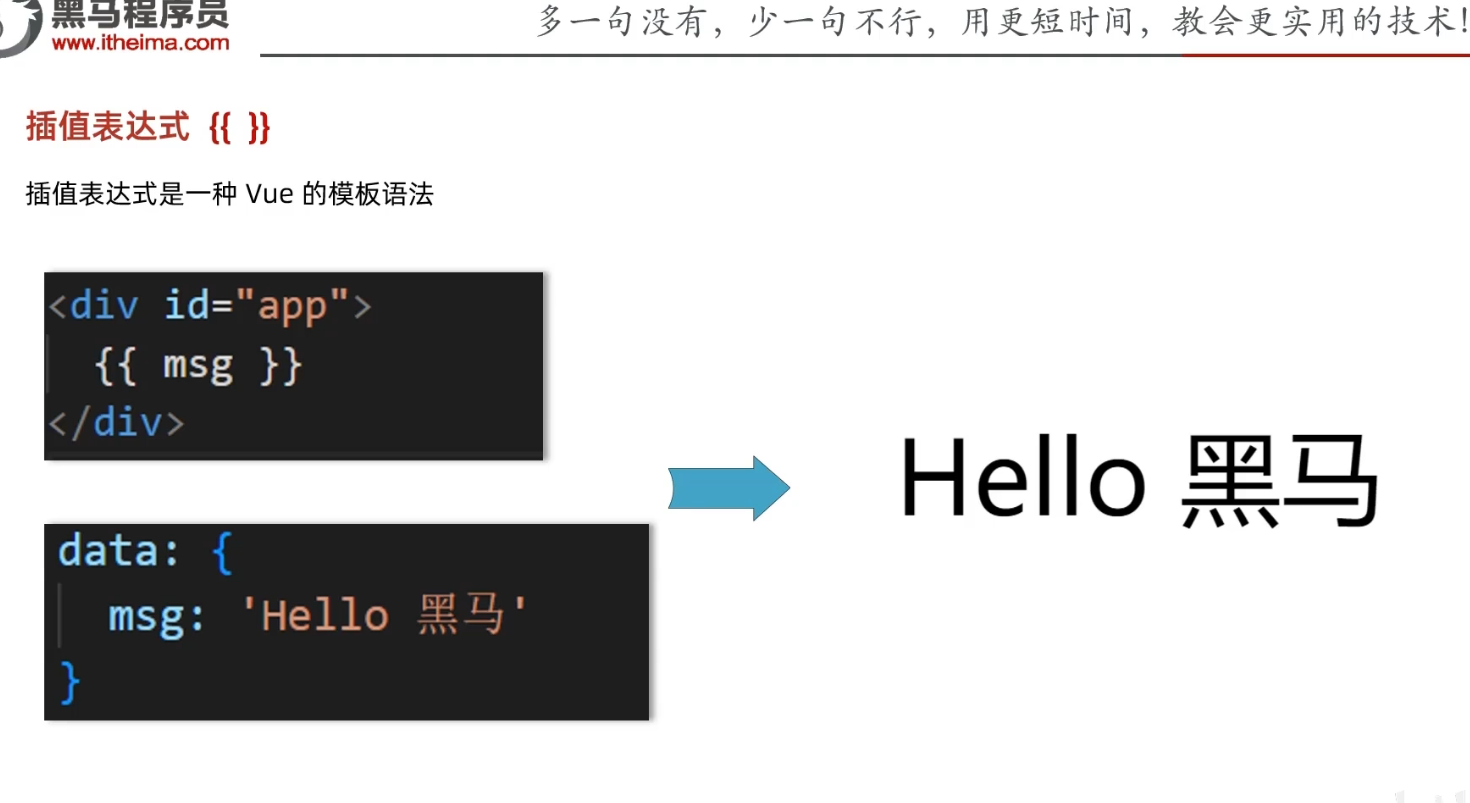 黑马程序员
www.itheima.com
多一句没有，少一句不行，用更短时间，教会更实用的技术！
插值表达式 {{ }}
插值表达式是一种 Vue 的模板语法
<div id="app">
{{ msg }}
</div>
data: {
msg: 'Hello 黑马'
}
Hello 黑马